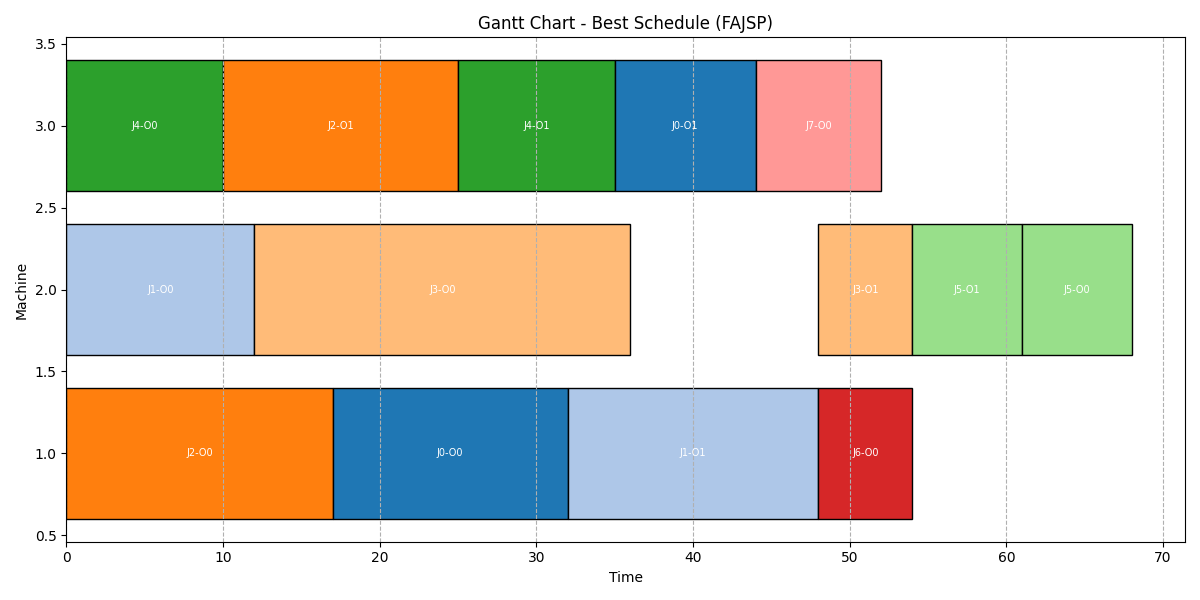 Gantt Chart - Best Schedule (FAJSP)
3.5
3.0
2.5
2.0
1.5
1.0
0.5
Machine
J4-O0 J2-O1 J4-O1 J0-O1 J7-O0
J1-O0 J3-O0 J3-O1 J5-O1 J5-O0
J2-O0 J0-O0 J1-O1 J6-O0
0 10 20 30 40 50 60 70
Time